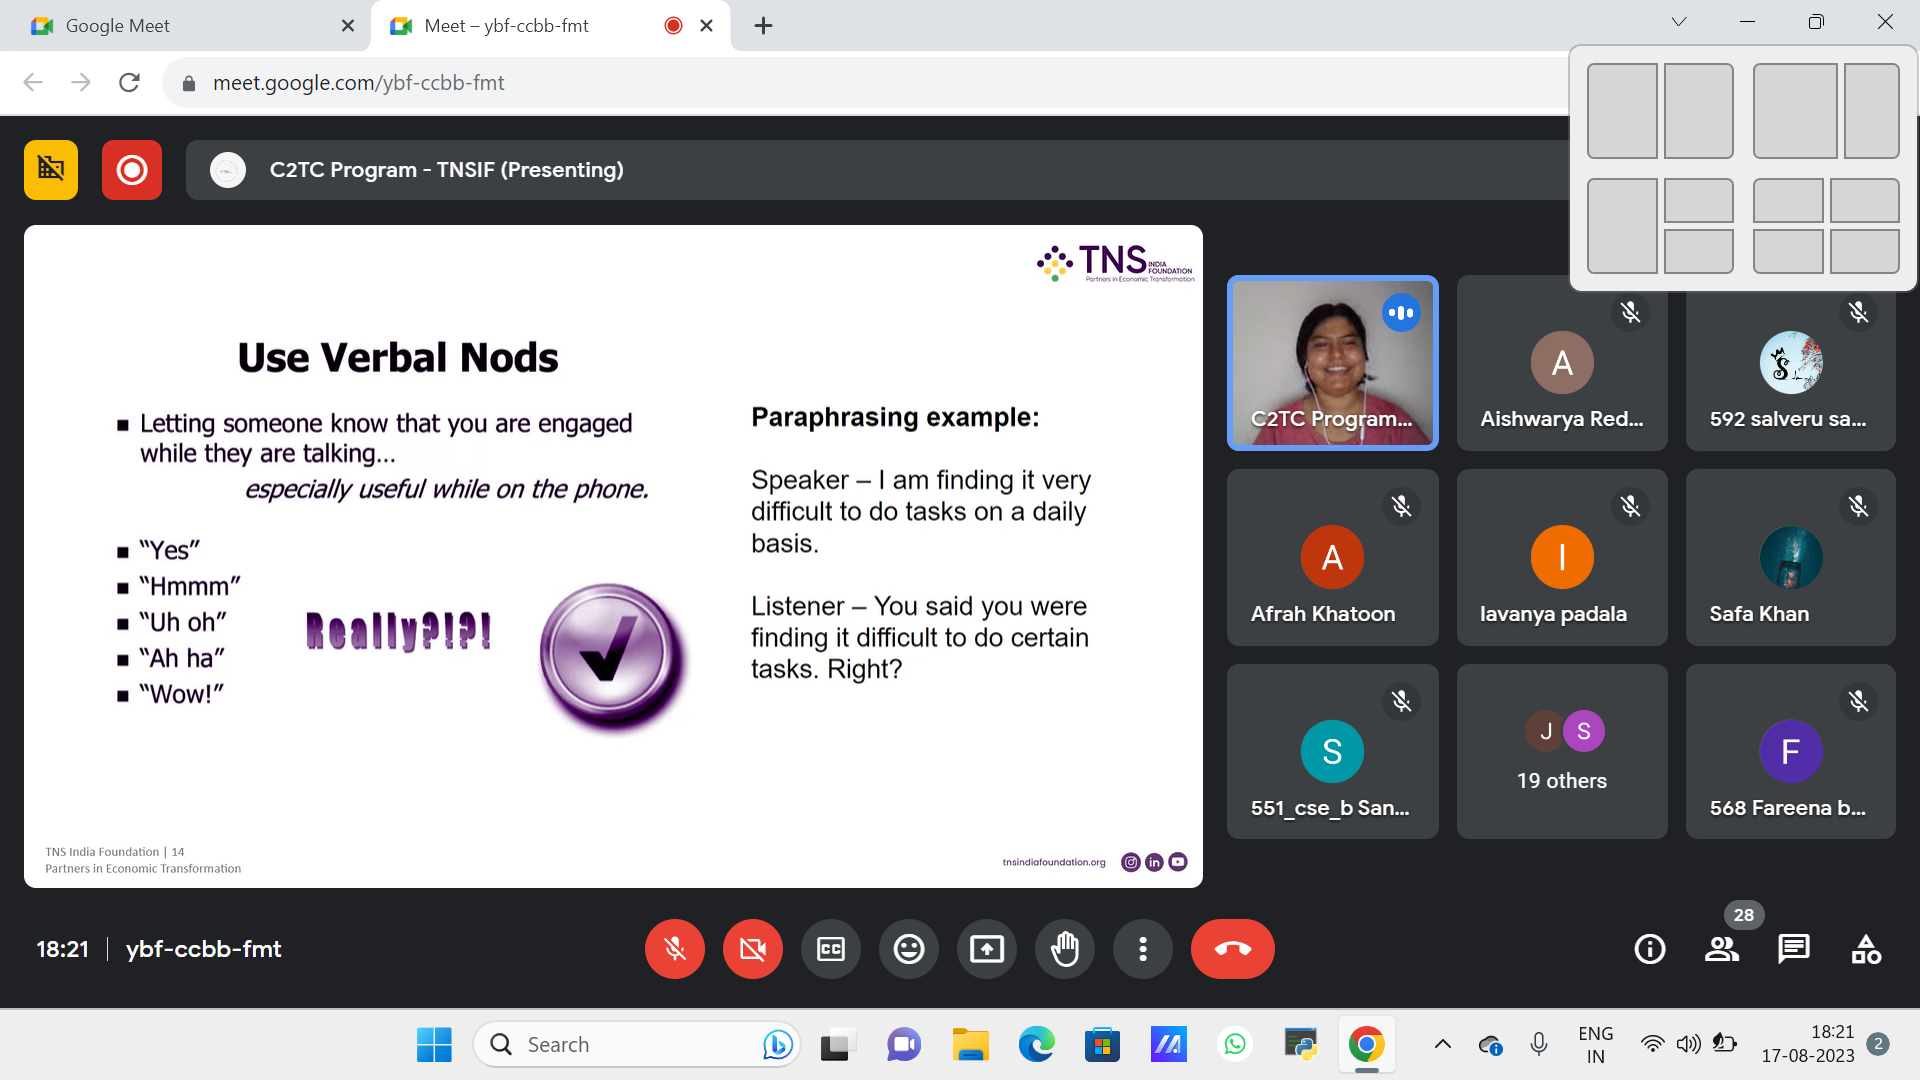 Google Meet
Meet – ybf-ccbb-fmt
meet.google.com/ybf-ccbb-fmt
C2TC Program - TNSIF (Presenting)
TNS INDIA FOUNDATION
Partners in Economic Transformation
Use Verbal Nods
Letting someone know that you are engaged
while they are talking...
especially useful while on the phone.
“Yes”
“Hmmm”
“Uh oh”
“Ah ha”
“Wow!”
Really?!?!
Paraphrasing example:
Speaker – I am finding it very
difficult to do tasks on a daily
basis.
Listener – You said you were
finding it difficult to do certain
tasks. Right?
TNS India Foundation | 14
Partners in Economic Transformation
tnsindiafoundation.org
C2TC Program...
A
Aishwarya Red...
592 salveru sa...
A
Afrah Khatoon
l
lavanya padala
Safa Khan
S
551_cse_b San...
J S
19 others
F
568 Fareena b...
18:21 | ybf-ccbb-fmt
CC
28
Search
ENG
IN
18:21
17-08-2023
2